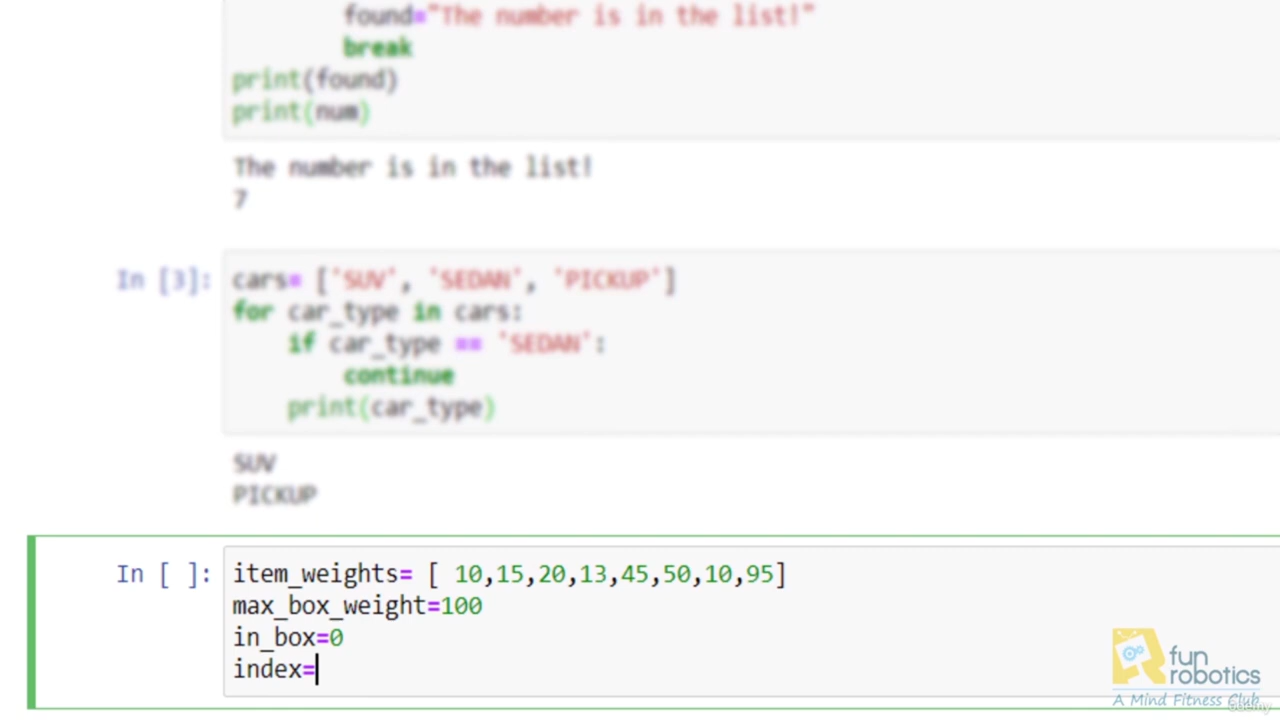 found="The number is in the list!"
break
print(found)
print(num)
The number is in the list!
7
In [3]:
cars= ['SUV', 'SEDAN', 'PICKUP']
for car_type in cars:
if car_type == 'SEDAN':
continue
print(car_type)
SUV
PICKUP
In [ ]:
item_weights= [ 10,15,20,13,45,50,10,95]
max_box_weight=100
in_box=0
index=
fun
robotics
A Mind Fitness Club
udemy